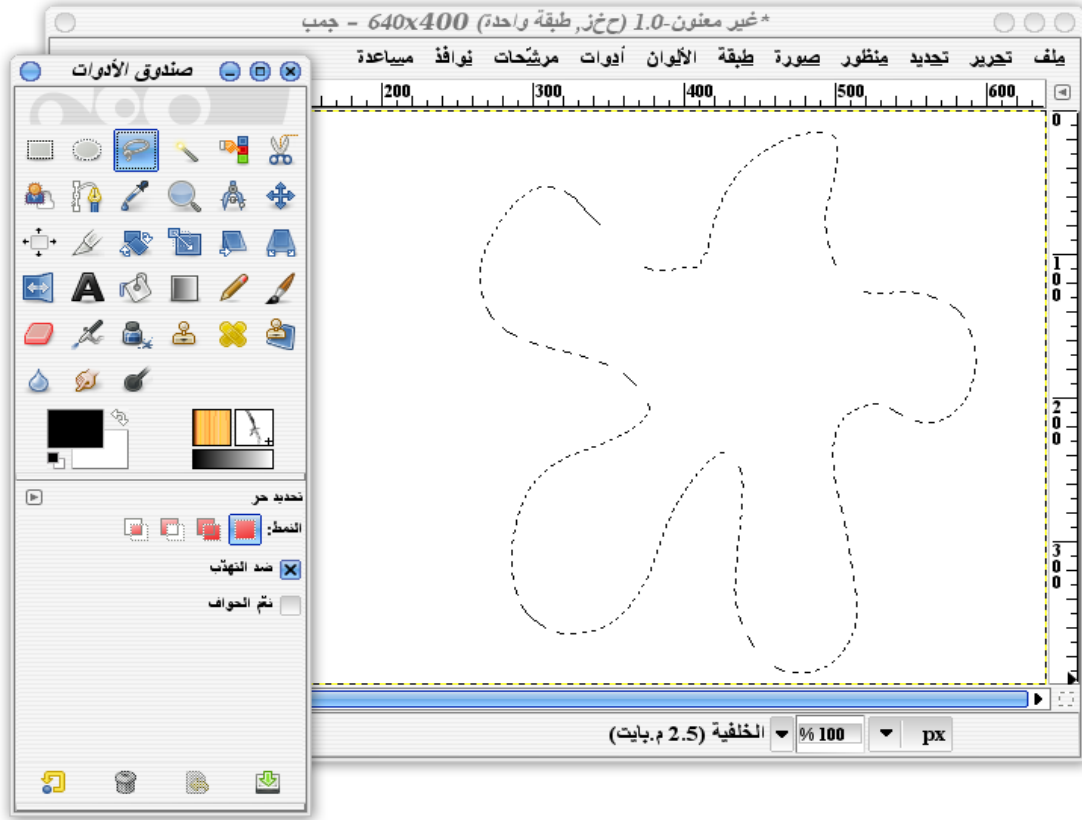 *غير معنون-1.0 (حخز, طبقة واحدة) 640x400 – جمب
ملف تحرير تحديد منظور صورة طبقة الألوان أدوات مرشّحات نوافذ مساعدة
صندوق الأدوات
200 300 400 500 600
0
100
200
300
تحديد حر
النمط:
ضد التهدّب
نعّم الحواف
px
100 %
الخلفية (2.5 م.بايت)